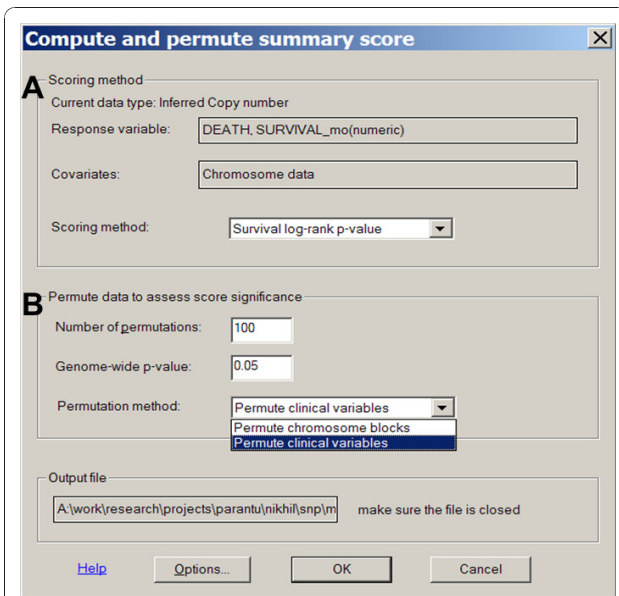 Compute and permute summary score
A
Scoring method
Current data type: Inferred Copy number
Response variable: DEATH, SURVIVAL_mo(numeric)
Covariates: Chromosome data
Scoring method: Survival log-rank p-value
B
Permute data to assess score significance
Number of permutations: 100
Genome-wide p-value: 0.05
Permutation method: Permute clinical variables
Permute chromosome blocks
Permute clinical variables
Output file
A:\work\research\projects\parantu\nikhil\snp\m make sure the file is closed
Help Options... OK Cancel